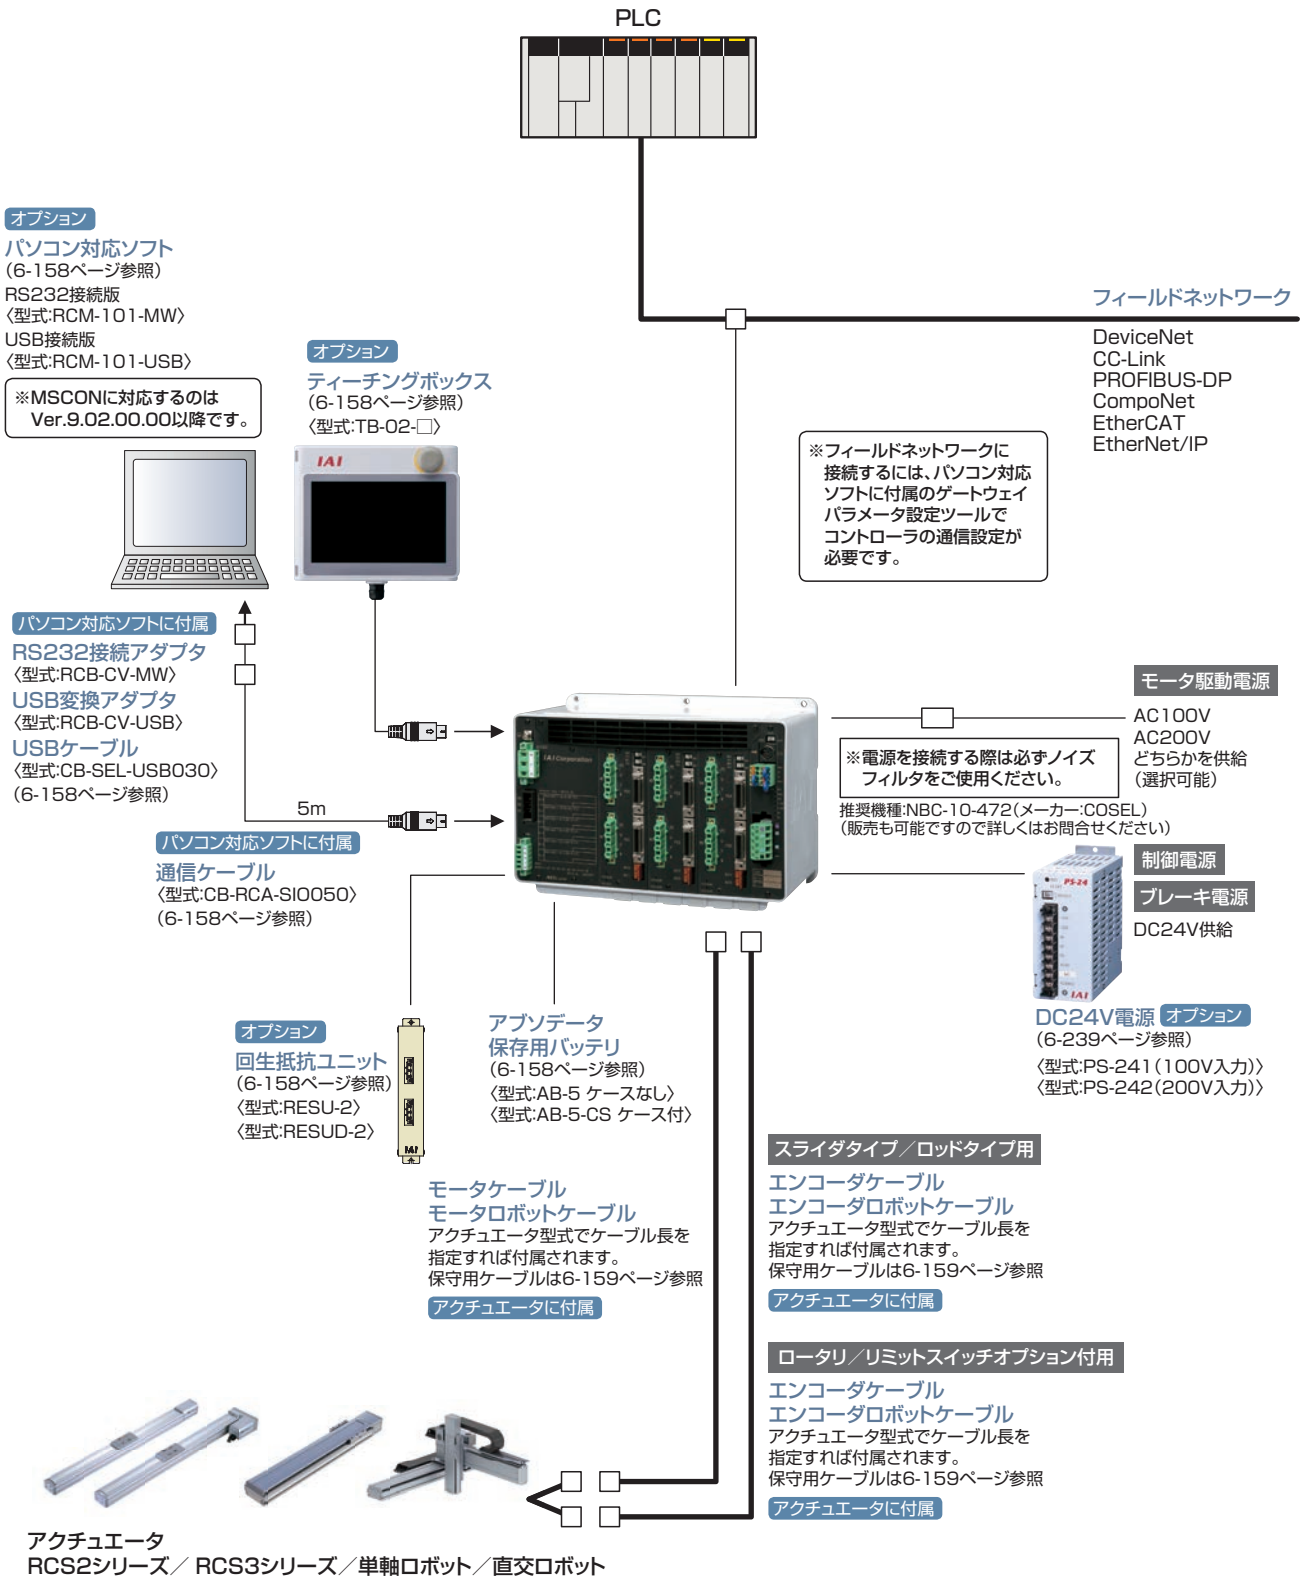 PLC
オプション
パソコン対応ソフト
(6-158ページ参照)
RS232接続版
〈型式:RCM-101-MW〉
USB接続版
〈型式:RCM-101-USB〉
※MSCONに対応するのは
Ver.9.02.00.00以降です。
オプション
ティーチングボックス
(6-158ページ参照)
〈型式:TB-02-□〉
IAI
フィールドネットワーク
DeviceNet
CC-Link
PROFIBUS-DP
CompoNet
EtherCAT
EtherNet/IP
※フィールドネットワークに
接続するには、パソコン対応
ソフトに付属のゲートウェイ
パラメータ設定ツールで
コントローラの通信設定が
必要です。
パソコン対応ソフトに付属
RS232接続アダプタ
〈型式:RCB-CV-MW〉
USB変換アダプタ
〈型式:RCB-CV-USB〉
USBケーブル
〈型式:CB-SEL-USB030〉
(6-158ページ参照)
5m
パソコン対応ソフトに付属
通信ケーブル
〈型式:CB-RCA-SIO050〉
(6-158ページ参照)
IAI Corporation
モータ駆動電源
AC100V
AC200V
どちらかを供給
(選択可能)
※電源を接続する際は必ずノイズ
フィルタをご使用ください。
推奨機種:NBC-10-472(メーカー:COSEL)
(販売も可能ですので詳しくはお問合せください)
制御電源
ブレーキ電源
DC24V供給
PS-24
IAI
DC24V電源 オプション
(6-239ページ参照)
〈型式:PS-241(100V入力)〉
〈型式:PS-242(200V入力)〉
オプション
回生抵抗ユニット
(6-158ページ参照)
〈型式:RESU-2〉
〈型式:RESUD-2〉
IAI
アブソデータ
保存用バッテリ
(6-158ページ参照)
〈型式:AB-5 ケースなし〉
〈型式:AB-5-CS ケース付〉
モータケーブル
モータロボットケーブル
アクチュエータ型式でケーブル長を
指定すれば付属されます。
保守用ケーブルは6-159ページ参照
アクチュエータに付属
スライダタイプ/ロッドタイプ用
エンコーダケーブル
エンコーダロボットケーブル
アクチュエータ型式でケーブル長を
指定すれば付属されます。
保守用ケーブルは6-159ページ参照
アクチュエータに付属
ロータリ/リミットスイッチオプション付用
エンコーダケーブル
エンコーダロボットケーブル
アクチュエータ型式でケーブル長を
指定すれば付属されます。
保守用ケーブルは6-159ページ参照
アクチュエータに付属
アクチュエータ
RCS2シリーズ/ RCS3シリーズ/単軸ロボット/直交ロボット